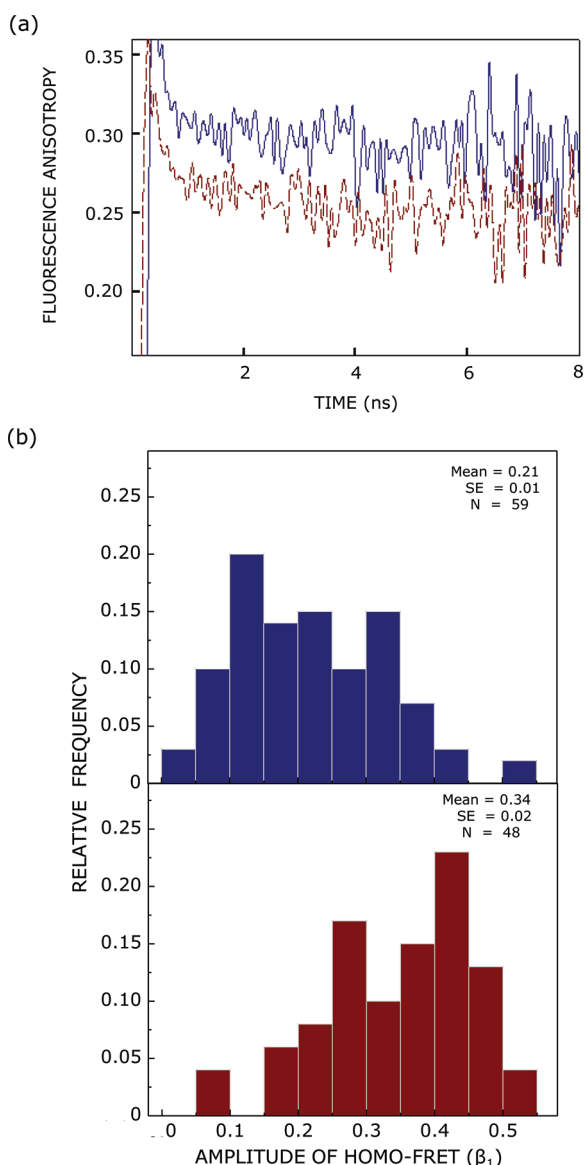 (a)
FLUORESCENCE ANISOTROPY
0.35
0.30
0.25
0.20
2
4
6
8
TIME (ns)
(b)
RELATIVE FREQUENCY
Mean = 0.21
SE = 0.01
N = 59
0.25
0.20
0.15
0.10
0.05
0
Mean = 0.34
SE = 0.02
N = 48
0.25
0.20
0.15
0.10
0.05
0
0
0.1
0.2
0.3
0.4
0.5
AMPLITUDE OF HOMO-FRET (β₁)